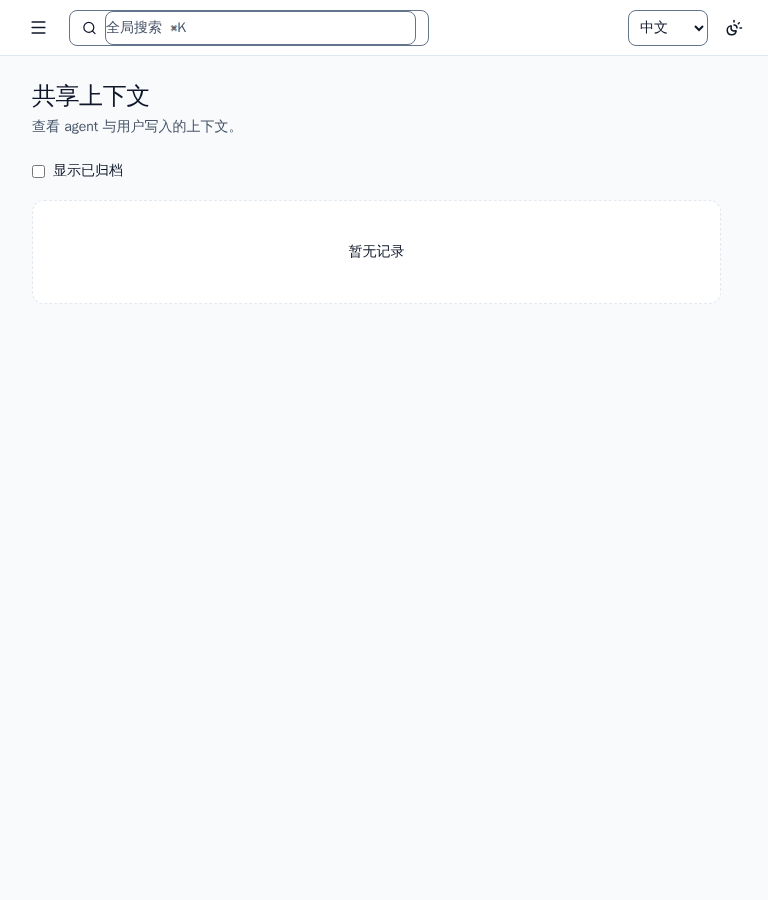 全局搜索 ⌘K
中文
共享上下文
查看 agent 与用户写入的上下文。
显示已归档
暂无记录